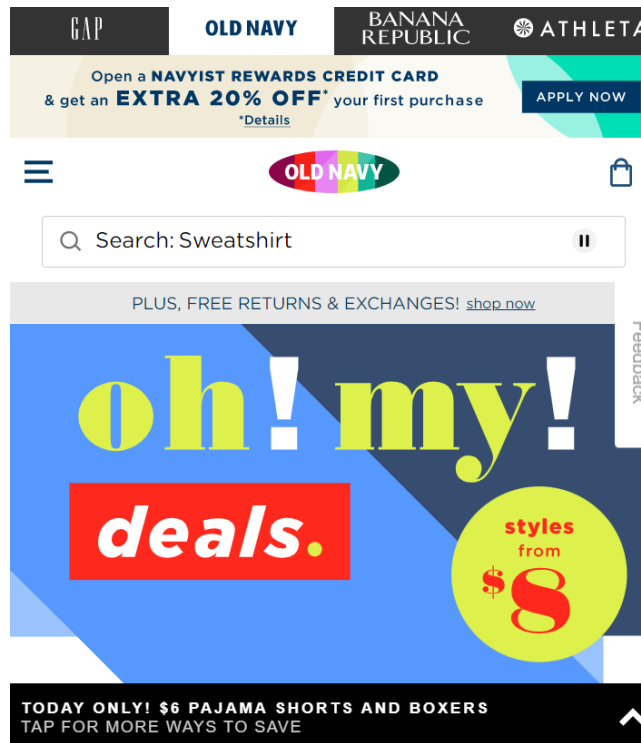 GAP
OLD NAVY
BANANA
REPUBLIC
ATHLETA
Open a NAVYIST REWARDS CREDIT CARD
& get an EXTRA 20% OFF* your first purchase
*Details
APPLY NOW
OLD NAVY
Search: Sweatshirt
PLUS, FREE RETURNS & EXCHANGES! shop now
Feedback
oh! my!
deals.
styles
from
$8
TODAY ONLY! $6 PAJAMA SHORTS AND BOXERS
TAP FOR MORE WAYS TO SAVE